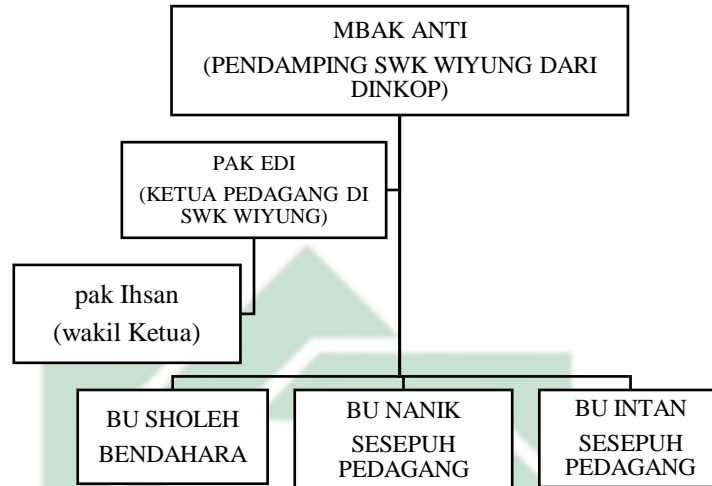 MBAK ANTI
(PENDAMPING SWK WIYUNG DARI
DINKOP)
PAK EDI
(KETUA PEDAGANG DI
SWK WIYUNG)
pak Ihsan
(wakil Ketua)
BU SHOLEH
BENDAHARA
BU NANIK
SESEPUH
PEDAGANG
BU INTAN
SESEPUH
PEDAGANG